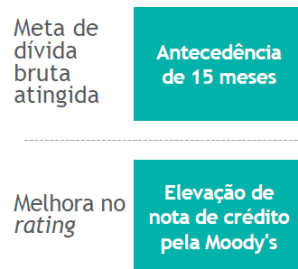 Meta de
dívida
bruta
atingida
Antecedência
de 15 meses
Melhora no
rating
Elevação de
nota de crédito
pela Moody's